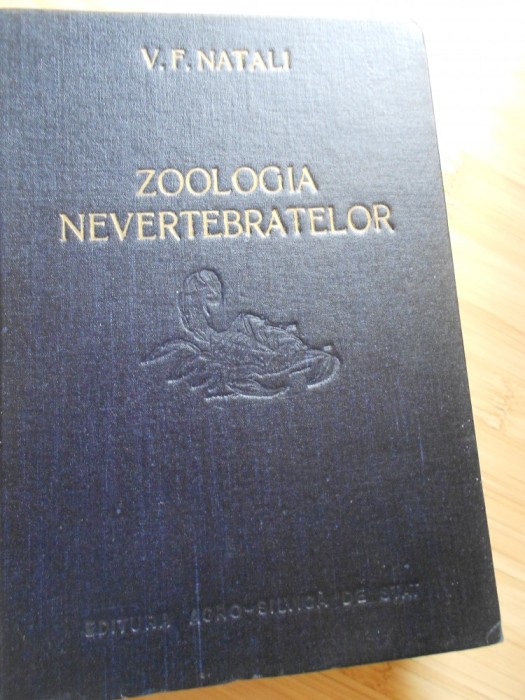 V. F. NATALI
ZOOLOGIA
NEVERTEBRATELOR
EDITURA AGRO-SILVICĂ DE STAT